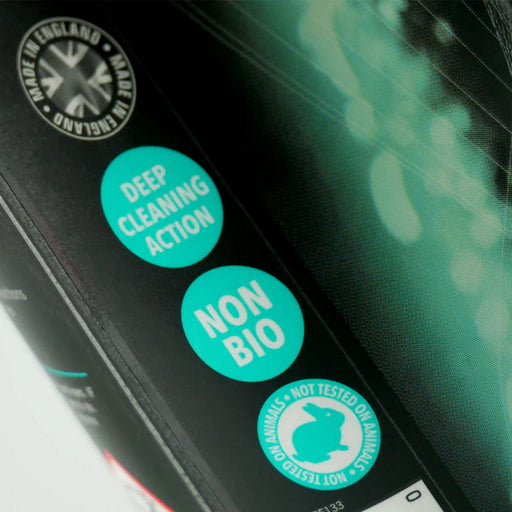 MADE IN ENGLAND • MADE IN ENGLAND •
DEEP
CLEANING
ACTION
NON
BIO
NOT TESTED ON ANIMALS • NOT TESTED ON ANIMALS •